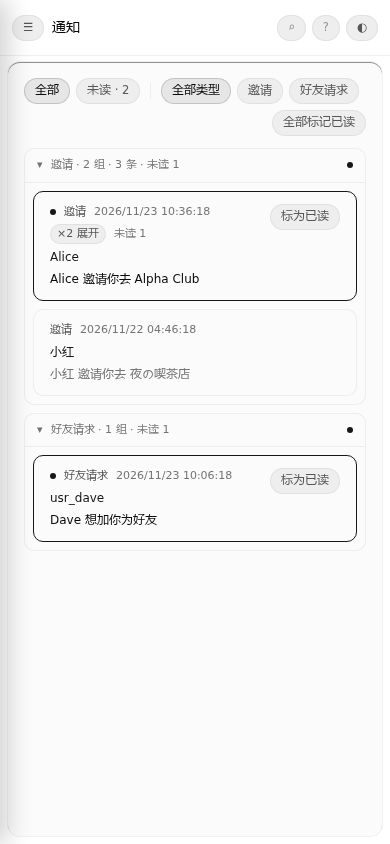 ☰ 通知 ⌕ ? ◐
全部 未读 · 2 全部类型 邀请 好友请求
全部标记已读
▾ 邀请 · 2 组 · 3 条 · 未读 1
邀请 2026/11/23 10:36:18 标为已读
×2 展开 未读 1
Alice
Alice 邀请你去 Alpha Club
邀请 2026/11/22 04:46:18
小红
小红 邀请你去 夜の喫茶店
▾ 好友请求 · 1 组 · 未读 1
好友请求 2026/11/23 10:06:18 标为已读
usr_dave
Dave 想加你为好友